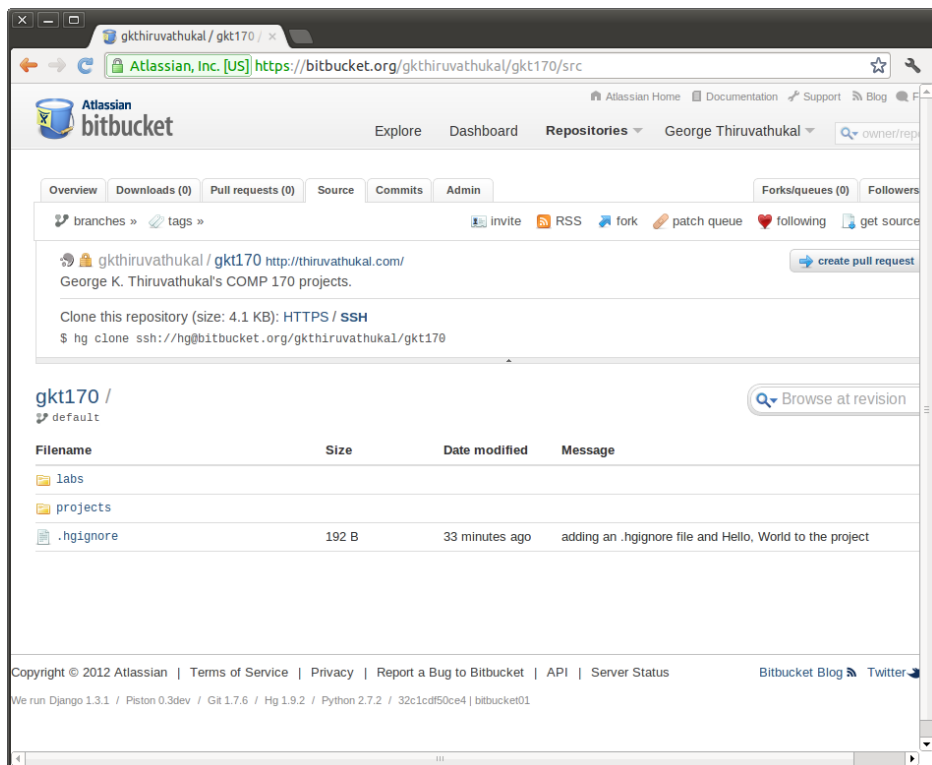 gkthiruvathukal / gkt170 /
Atlassian, Inc. [US] https://bitbucket.org/gkthiruvathukal/gkt170/src
Atlassian Home Documentation Support Blog F
Atlassian
bitbucket
Explore Dashboard Repositories George Thiruvathukal owner/repo
Overview Downloads (0) Pull requests (0) Source Commits Admin Forks/queues (0) Followers
branches » tags » invite RSS fork patch queue following get source
gkthiruvathukal / gkt170 http://thiruvathukal.com/
create pull request
George K. Thiruvathukal's COMP 170 projects.
Clone this repository (size: 4.1 KB): HTTPS / SSH
$ hg clone ssh://hg@bitbucket.org/gkthiruvathukal/gkt170
gkt170 /
Browse at revision
default
Filename Size Date modified Message
labs
projects
.hgignore 192 B 33 minutes ago adding an .hgignore file and Hello, World to the project
Copyright © 2012 Atlassian | Terms of Service | Privacy | Report a Bug to Bitbucket | API | Server Status Bitbucket Blog Twitter
We run Django 1.3.1 / Piston 0.3dev / Git 1.7.6 / Hg 1.9.2 / Python 2.7.2 / 32c1cdf50ce4 | bitbucket01